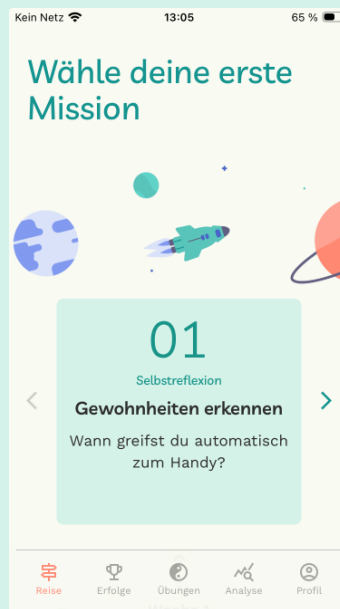 Kein Netz 13:05 65 %
Wähle deine erste
Mission
01
Selbstreflexion
Gewohnheiten erkennen
Wann greifst du automatisch
zum Handy?
Reise Erfolge Übungen Analyse Profil